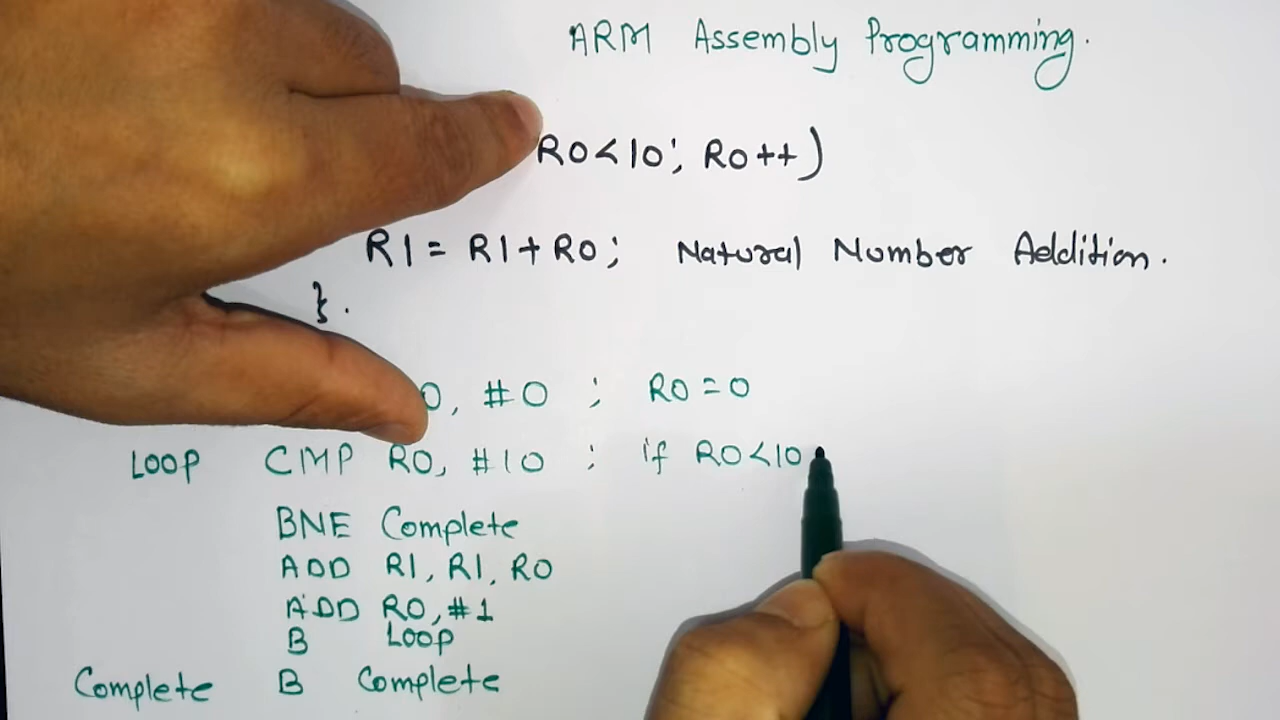 ARM Assembly Programming.
R0<10; R0++)
R1 = R1+R0; Natural Number Addition.
}.
0, #0 ; R0=0
LOOP CMP R0, #10 ; if R0<10
BNE Complete
ADD R1, R1, R0
ADD R0, #1
B LOOP
Complete B Complete